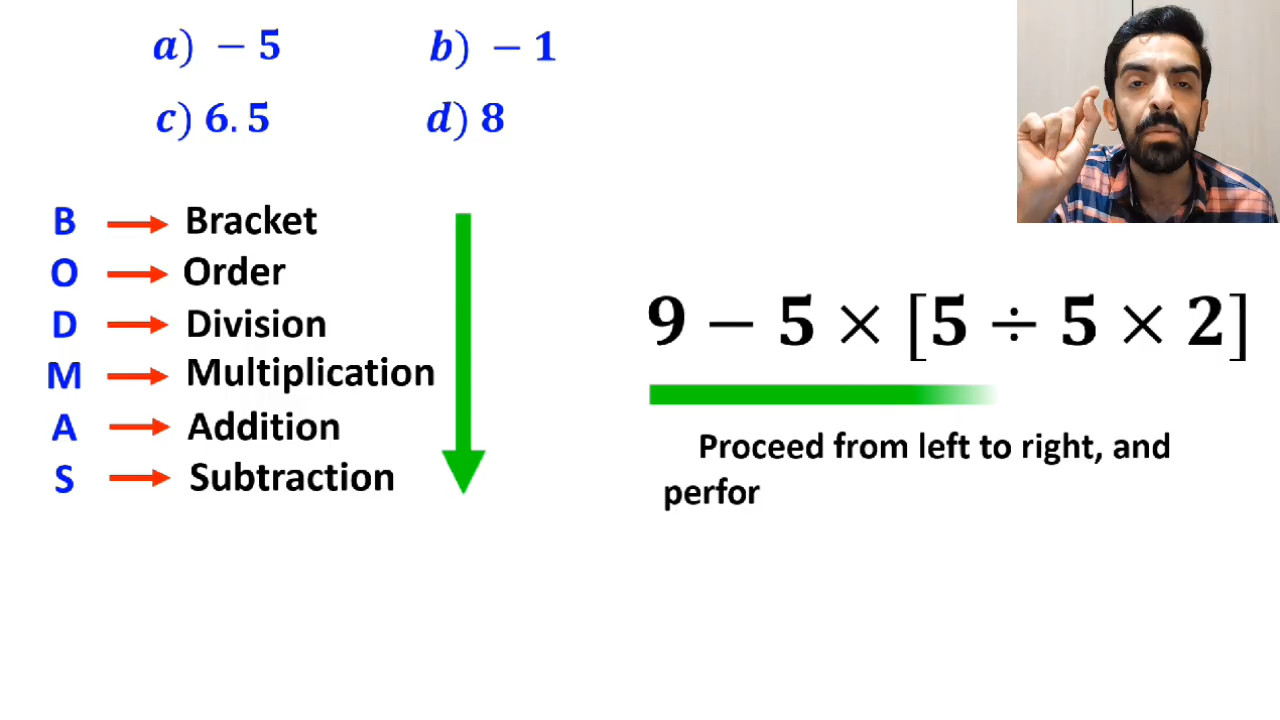 a) − 5 b) − 1
c) 6.5 d) 8
B Bracket
O Order
D Division
M Multiplication
A Addition
S Subtraction
9 − 5 × [5 ÷ 5 × 2]
Proceed from left to right, and
perfor